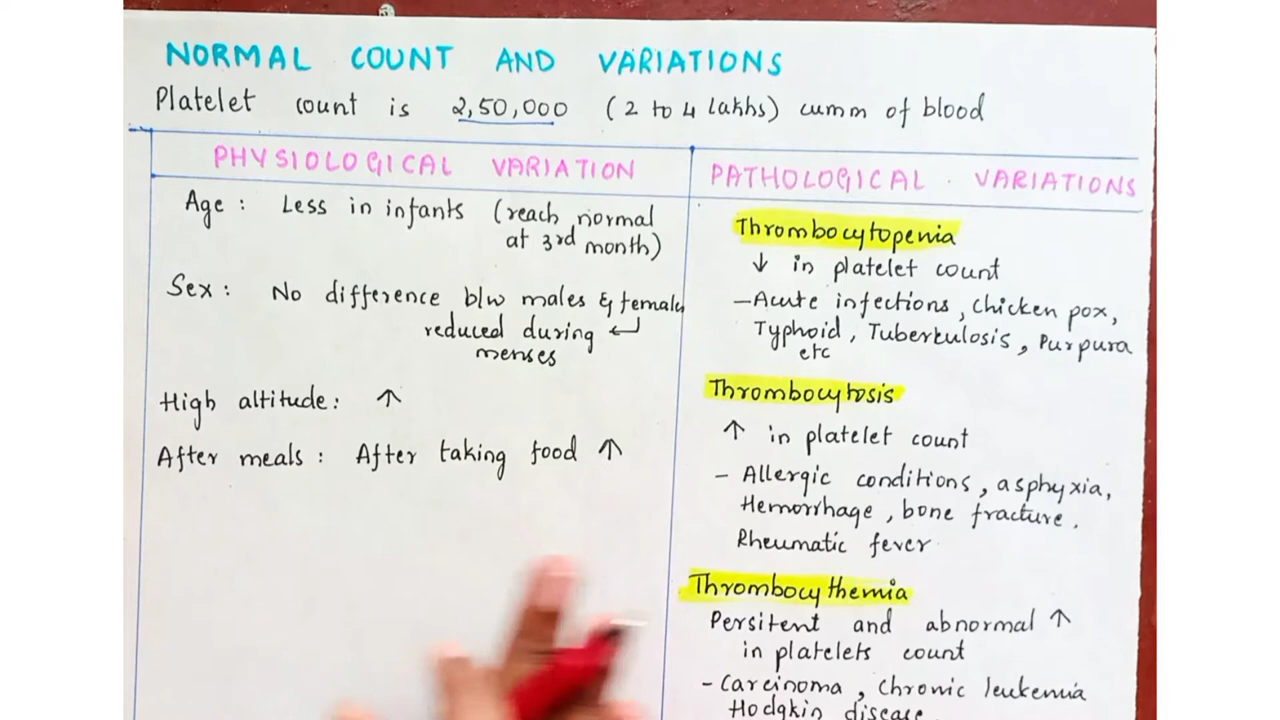 NORMAL COUNT AND VARIATIONS
Platelet count is 2,50,000 (2 to 4 lakhs) cumm of blood
PHYSIOLOGICAL VARIATION
Age : Less in infants (reach normal
at 3rd month)
Sex : No difference b/w males & female
reduced during ↵
menses
High altitude : ↑
After meals : After taking food ↑
PATHOLOGICAL VARIATIONS
Thrombocytopenia
↓ in platelet count
- Acute infections, chicken pox,
Typhoid, Tuberkulosis, Purpura
etc
Thrombocytosis
↑ in platelet count
- Allergic conditions, asphyxia,
Hemorrhage, bone fracture.
Rheumatic fever
Thrombocythemia
Persitent and abnormal ↑
in platelets count
- Carcinoma, Chronic leukemia
Hodgkin disease